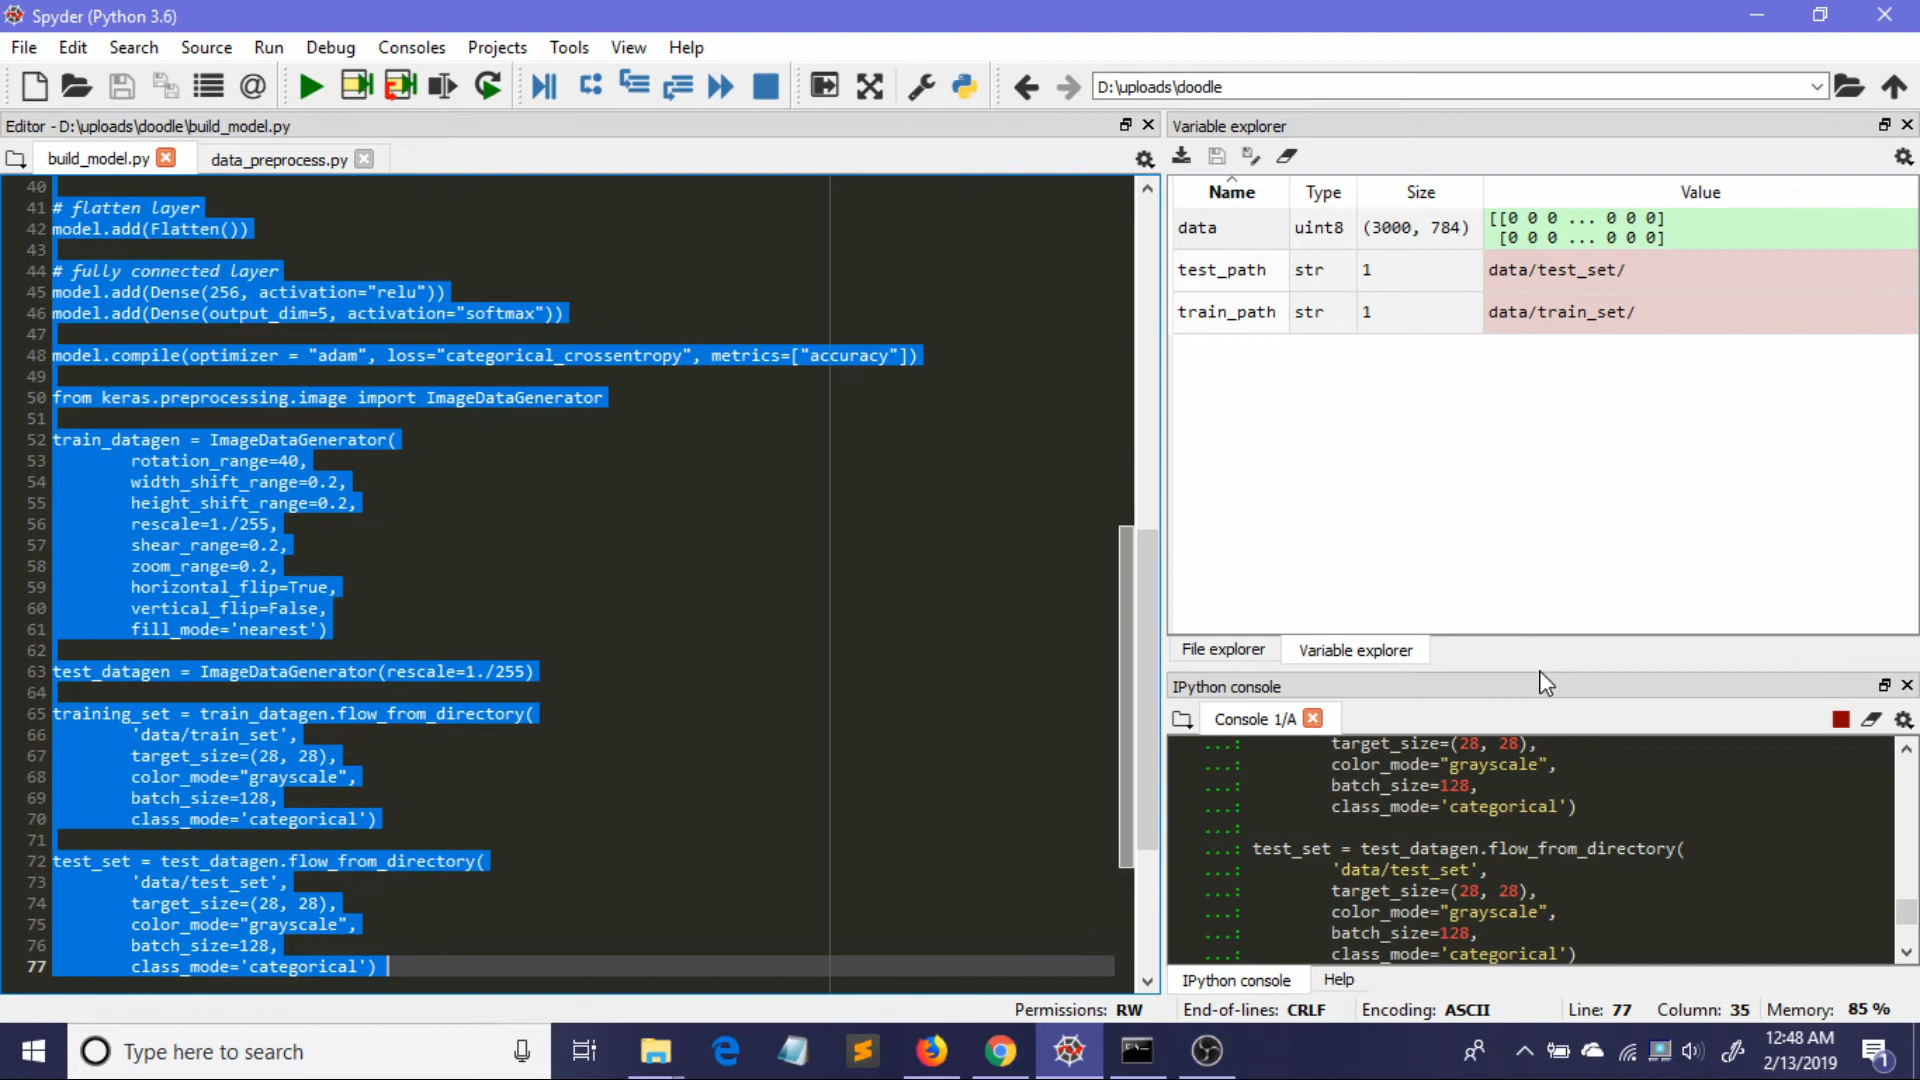 Spyder (Python 3.6)
File Edit Search Source Run Debug Consoles Projects Tools View Help
D:\uploads\doodle
Editor - D:\uploads\doodle\build_model.py
build_model.py data_preprocess.py
40
41 # flatten layer
42 model.add(Flatten())
43
44 # fully connected layer
45 model.add(Dense(256, activation="relu"))
46 model.add(Dense(output_dim=5, activation="softmax"))
47
48 model.compile(optimizer = "adam", loss="categorical_crossentropy", metrics=["accuracy"])
49
50 from keras.preprocessing.image import ImageDataGenerator
51
52 train_datagen = ImageDataGenerator(
53 rotation_range=40,
54 width_shift_range=0.2,
55 height_shift_range=0.2,
56 rescale=1./255,
57 shear_range=0.2,
58 zoom_range=0.2,
59 horizontal_flip=True,
60 vertical_flip=False,
61 fill_mode='nearest')
62
63 test_datagen = ImageDataGenerator(rescale=1./255)
64
65 training_set = train_datagen.flow_from_directory(
66 'data/train_set',
67 target_size=(28, 28),
68 color_mode="grayscale",
69 batch_size=128,
70 class_mode='categorical')
71
72 test_set = test_datagen.flow_from_directory(
73 'data/test_set',
74 target_size=(28, 28),
75 color_mode="grayscale",
76 batch_size=128,
77 class_mode='categorical')
Variable explorer
Name Type Size Value
data uint8 (3000, 784) [[0 0 0 ... 0 0 0]
[0 0 0 ... 0 0 0]
test_path str 1 data/test_set/
train_path str 1 data/train_set/
File explorer Variable explorer
IPython console
Console 1/A
...: target_size=(28, 28),
...: color_mode="grayscale",
...: batch_size=128,
...: class_mode='categorical')
...:
...: test_set = test_datagen.flow_from_directory(
...: 'data/test_set',
...: target_size=(28, 28),
...: color_mode="grayscale",
...: batch_size=128,
...: class_mode='categorical')
IPython console Help
Permissions: RW End-of-lines: CRLF Encoding: ASCII Line: 77 Column: 35 Memory: 85 %
Type here to search
12:48 AM
2/13/2019
1